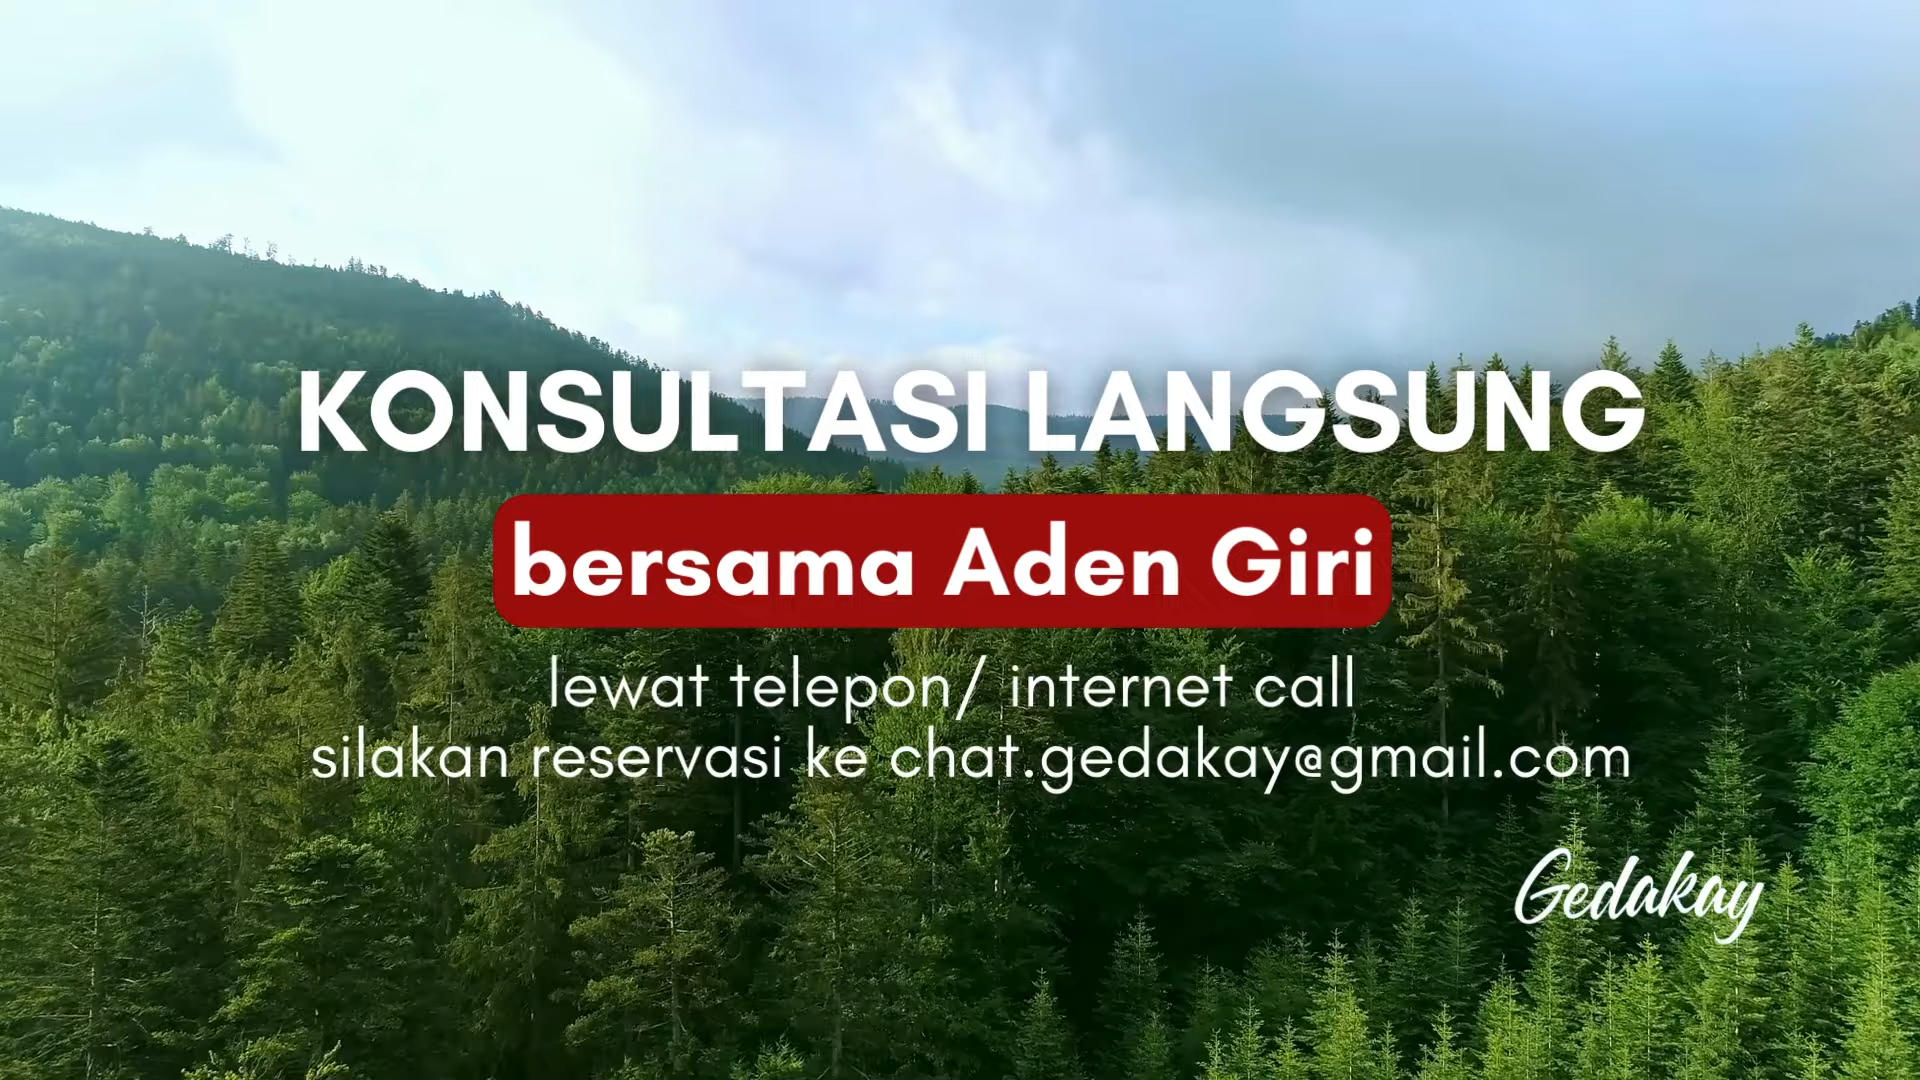 KONSULTASI LANGSUNG
bersama Aden Giri
lewat telepon/ internet call
silakan reservasi ke chat.gedakay@gmail.com
Gedakay